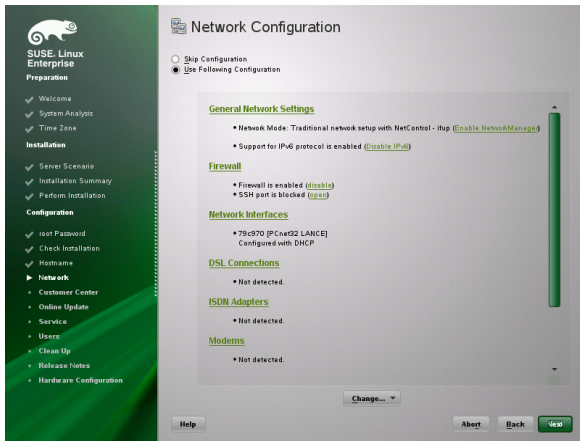 SUSE. Linux
Enterprise
Preparation
Welcome
System Analysis
Time Zone
Installation
Server Scenario
Installation Summary
Perform Installation
Configuration
root Password
Check Installation
Hostname
Network
Customer Center
Online Update
Service
Users
Clean Up
Release Notes
Hardware Configuration
Network Configuration
Skip Configuration
Use Following Configuration
General Network Settings
• Network Mode: Traditional network setup with NetControl - ifup (Enable NetworkManager)
• Support for IPv6 protocol is enabled (Disable IPv6)
Firewall
• Firewall is enabled (disable)
• SSH port is blocked (open)
Network Interfaces
• 79c970 [PCnet32 LANCE]
Configured with DHCP
DSL Connections
• Not detected.
ISDN Adapters
• Not detected.
Modems
• Not detected.
Change...
Help
Abort
Back
Next